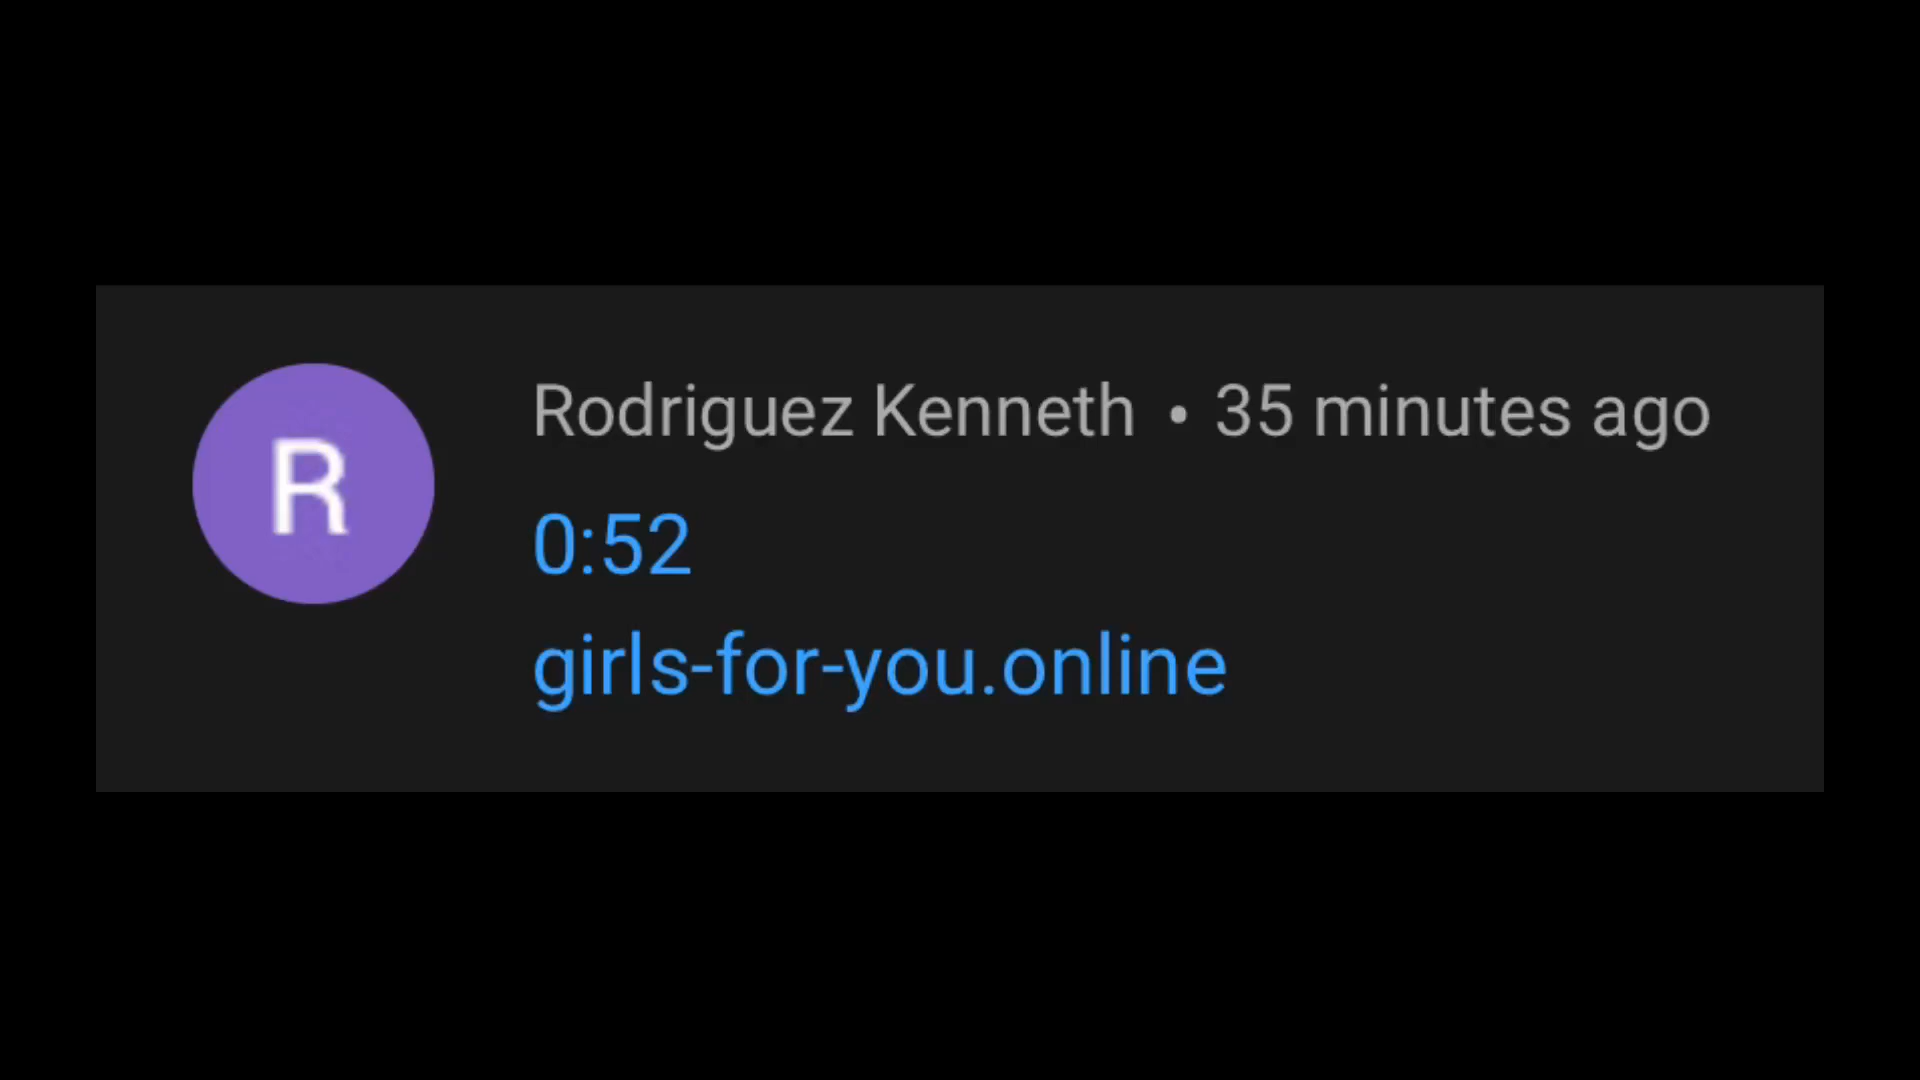 R
Rodriguez Kenneth • 35 minutes ago
0:52
girls-for-you.online